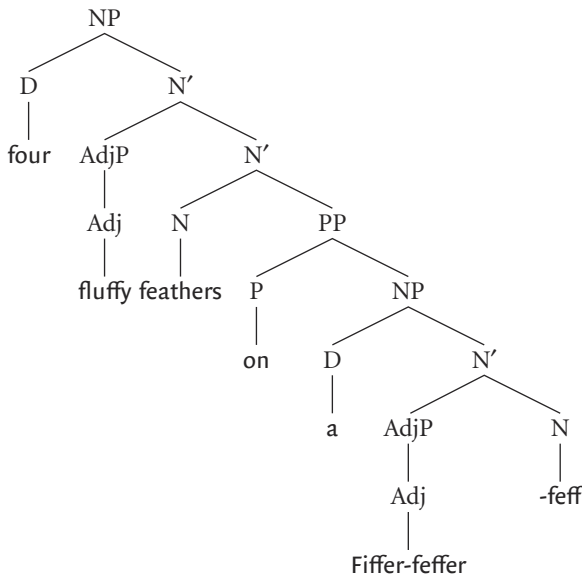 NP
D N′
four AdjP N′
Adj N PP
fluffy feathers P NP
on D N′
a AdjP N
Adj -feff
Fiffer-feffer